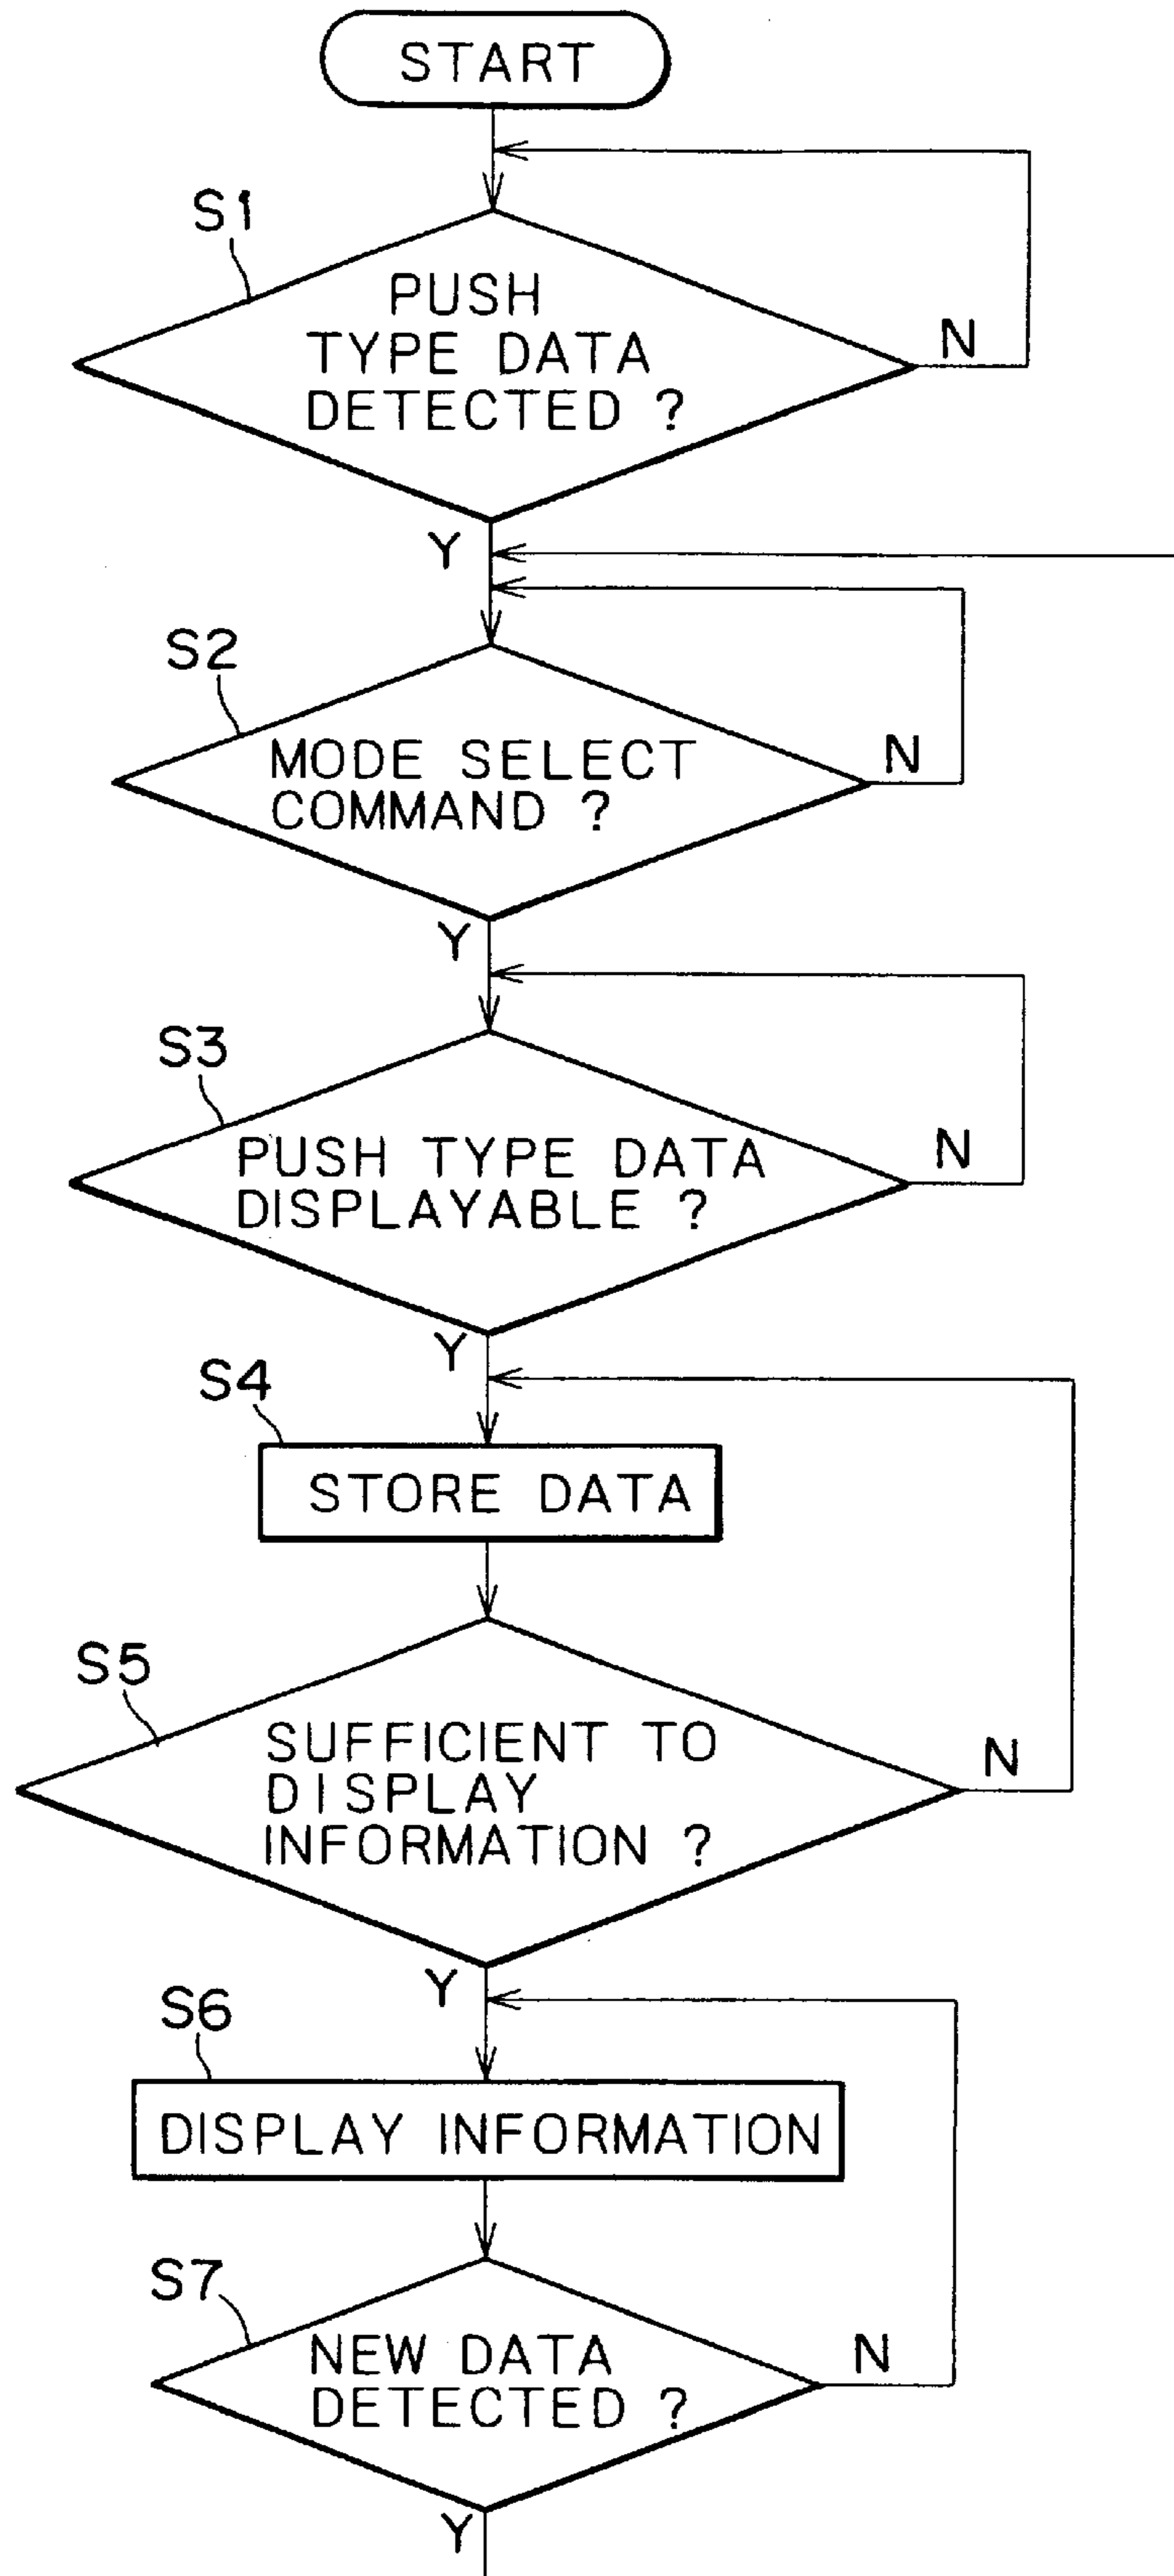 START
S1
PUSH
TYPE DATA
DETECTED ?
N
Y
S2
MODE SELECT
COMMAND ?
N
Y
S3
PUSH TYPE DATA
DISPLAYABLE ?
N
Y
S4
STORE DATA
S5
SUFFICIENT TO
DISPLAY
INFORMATION ?
N
Y
S6
DISPLAY INFORMATION
S7
NEW DATA
DETECTED ?
N
Y